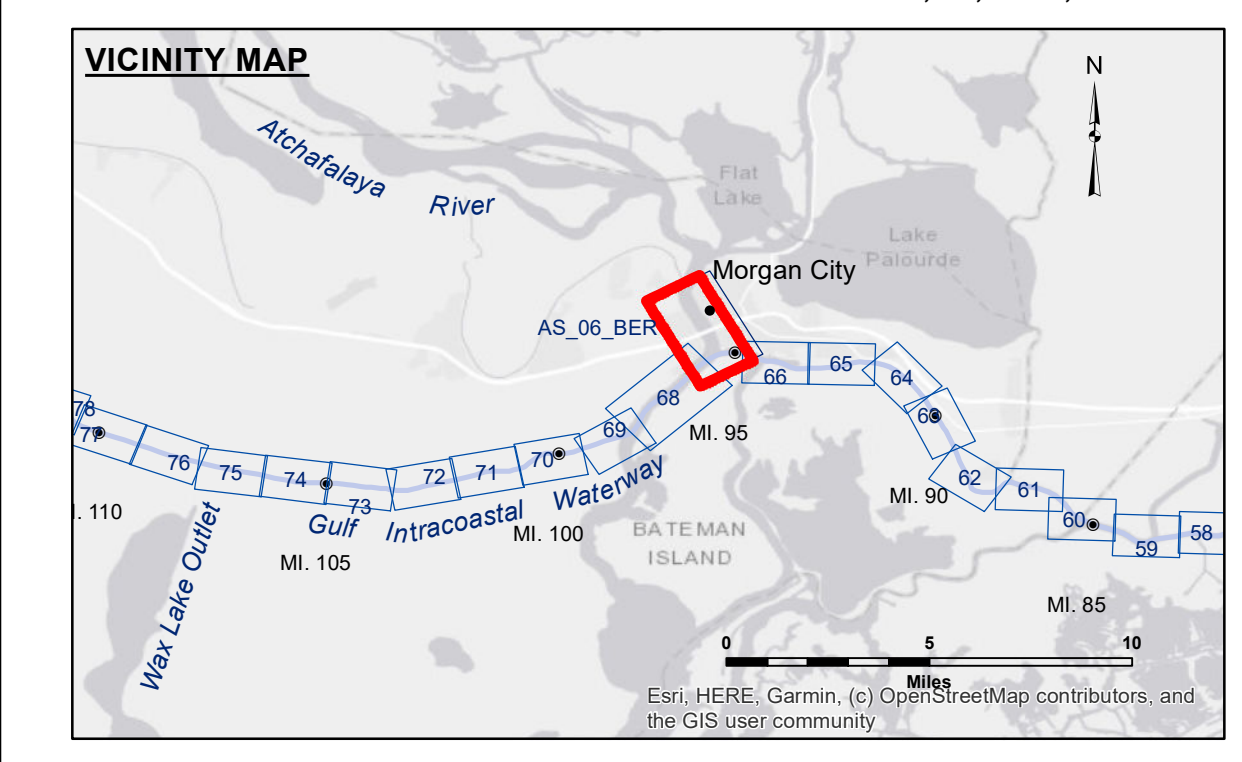 VICINITY MAP
N
Atchafalaya
River
Flat
Lake
Lake
Palourde
Morgan City
AS_06_BER
66
65
64
63
68
69
MI. 95
78
77
76
75
74
73
72
71
70
62
61
60
59
58
MI. 90
Waterway
Intracoastal
Gulf
. 110
MI. 105
MI. 100
BATEMAN
ISLAND
Wax Lake Outlet
MI. 85
0 5 10
Miles
Esri, HERE, Garmin, (c) OpenStreetMap contributors, and
the GIS user community